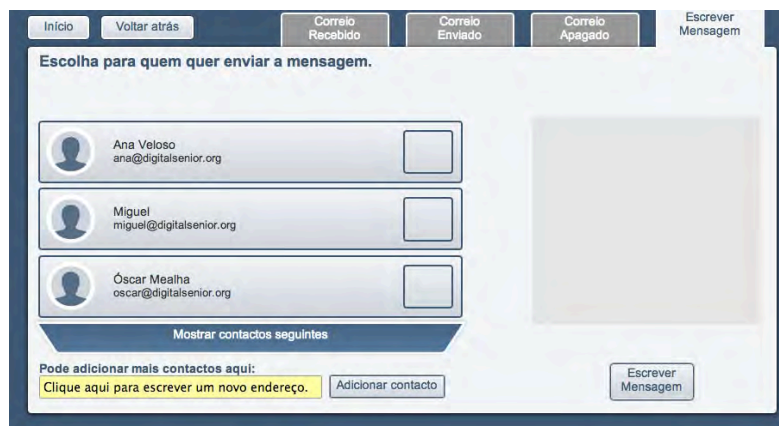 Início
Voltar atrás
Correio
Recebido
Correio
Enviado
Correio
Apagado
Escrever
Mensagem
Escolha para quem quer enviar a mensagem.
Ana Veloso
ana@digitalsenior.org
Miguel
miguel@digitalsenior.org
Óscar Mealha
oscar@digitalsenior.org
Mostrar contactos seguintes
Pode adicionar mais contactos aqui:
Clique aqui para escrever um novo endereço.
Adicionar contacto
Escrever
Mensagem